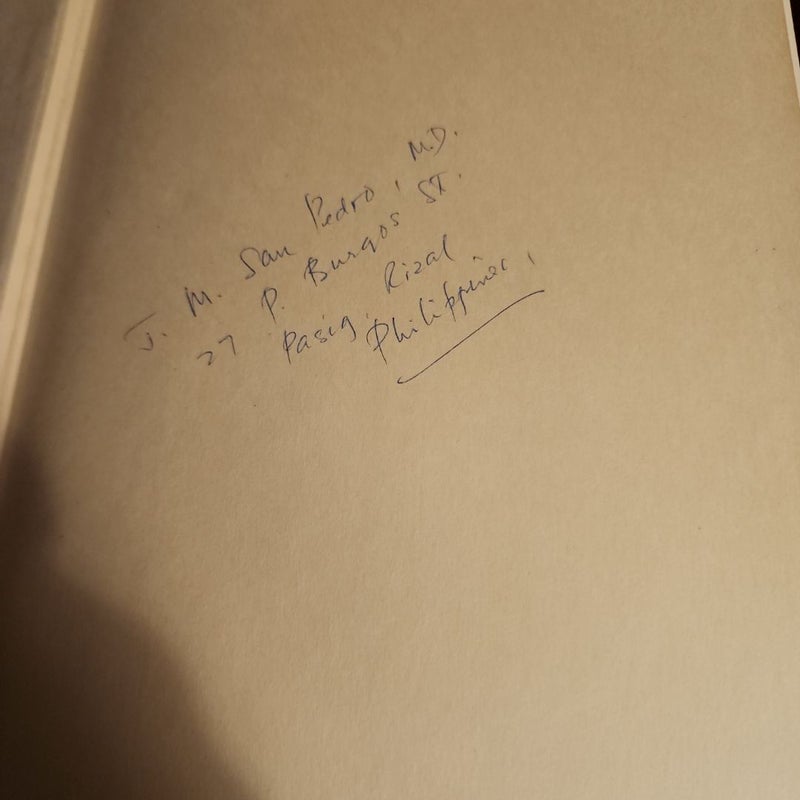 J. M. San Pedro, M.D.
27 P. Burgos St.
Pasig, Rizal
Philippines,